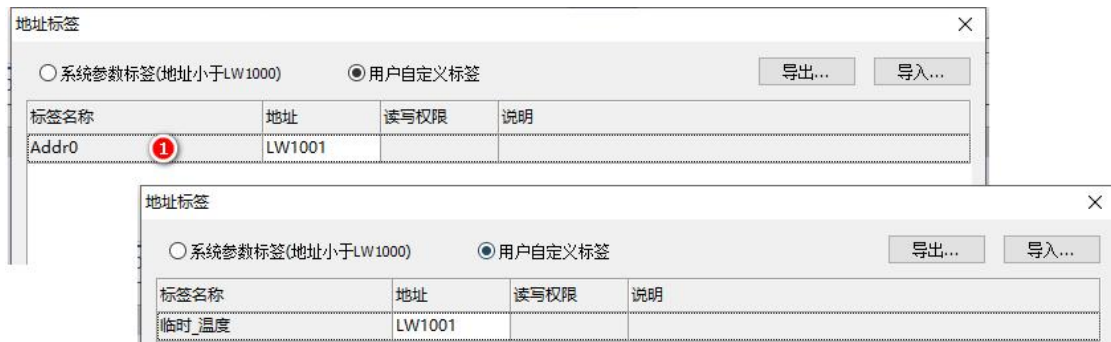 地址标签
○系统参数标签(地址小于LW1000) 用户自定义标签 导出... 导入...
标签名称 地址 读写权限 说明
Addr0 1 LW1001
地址标签
系统参数标签(地址小于LW1000) 用户自定义标签 导出... 导入...
标签名称 地址 读写权限 说明
临时_温度 LW1001